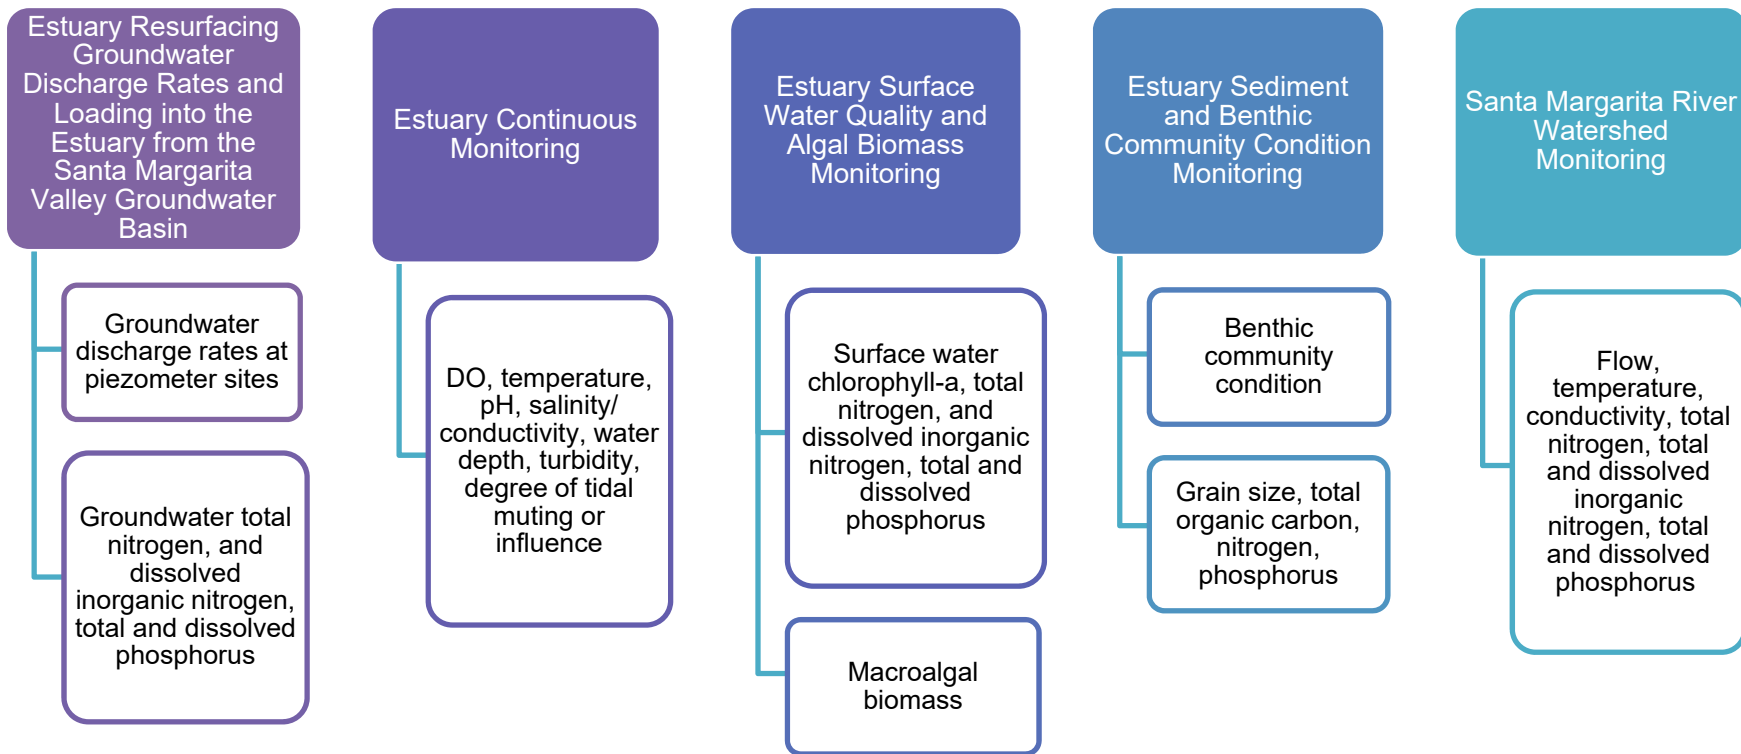 Estuary Resurfacing
Groundwater
Discharge Rates and
Loading into the
Estuary from the
Santa Margarita
Valley Groundwater
Basin
Groundwater
discharge rates at
piezometer sites
Groundwater total
nitrogen, and
dissolved
inorganic nitrogen,
total and dissolved
phosphorus
Estuary Continuous
Monitoring
DO, temperature,
pH, salinity/
conductivity, water
depth, turbidity,
degree of tidal
muting or
influence
Estuary Surface
Water Quality and
Algal Biomass
Monitoring
Surface water
chlorophyll-a, total
nitrogen, and
dissolved inorganic
nitrogen, total and
dissolved
phosphorus
Macroalgal
biomass
Estuary Sediment
and Benthic
Community Condition
Monitoring
Benthic
community
condition
Grain size, total
organic carbon,
nitrogen,
phosphorus
Santa Margarita River
Watershed
Monitoring
Flow,
temperature,
conductivity, total
nitrogen, total
and dissolved
inorganic
nitrogen, total
and dissolved
phosphorus